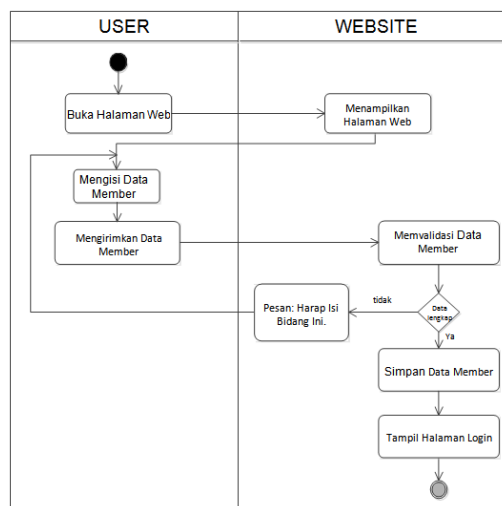 USER
WEBSITE
Buka Halaman Web
Menampilkan
Halaman Web
Mengisi Data
Member
Mengirimkan Data
Member
Memvalidasi Data
Member
Data
lengkap
tidak
Pesan: Harap Isi
Bidang Ini.
Ya
Simpan Data Member
Tampil Halaman Login